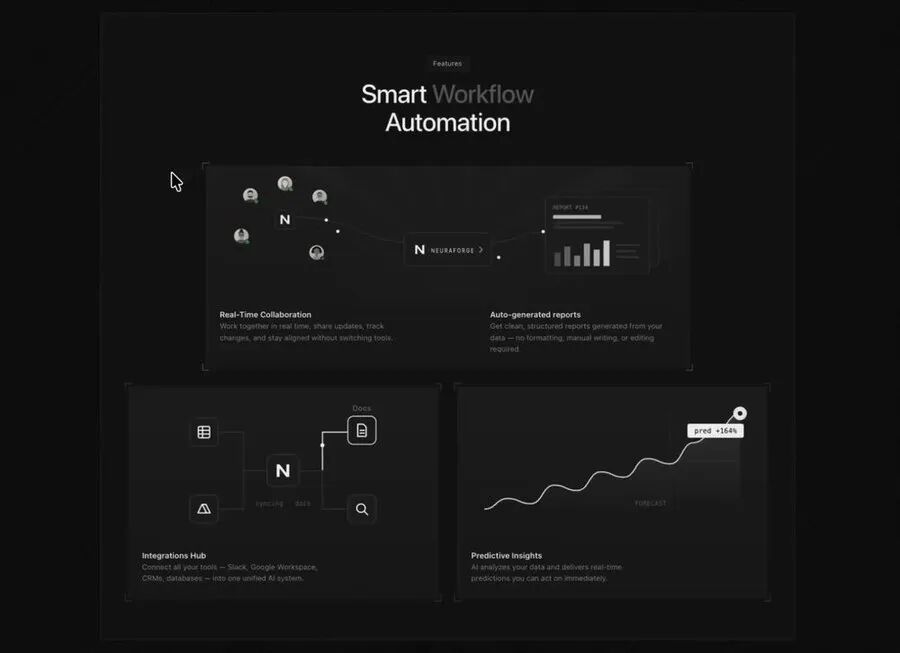 Features
Smart Workflow
Automation
REPORT #134
N
N NEURAFORGE
Real-Time Collaboration
Work together in real time, share updates, track
changes, and stay aligned without switching tools.
Auto-generated reports
Get clean, structured reports generated from your
data — no formatting, manual writing, or editing
required.
Docs
N
syncing docs
Integrations Hub
Connect all your tools — Slack, Google Workspace,
CRMs, databases — into one unified AI system.
pred +164%
FORECAST
Predictive Insights
AI analyzes your data and delivers real-time
predictions you can act on immediately.